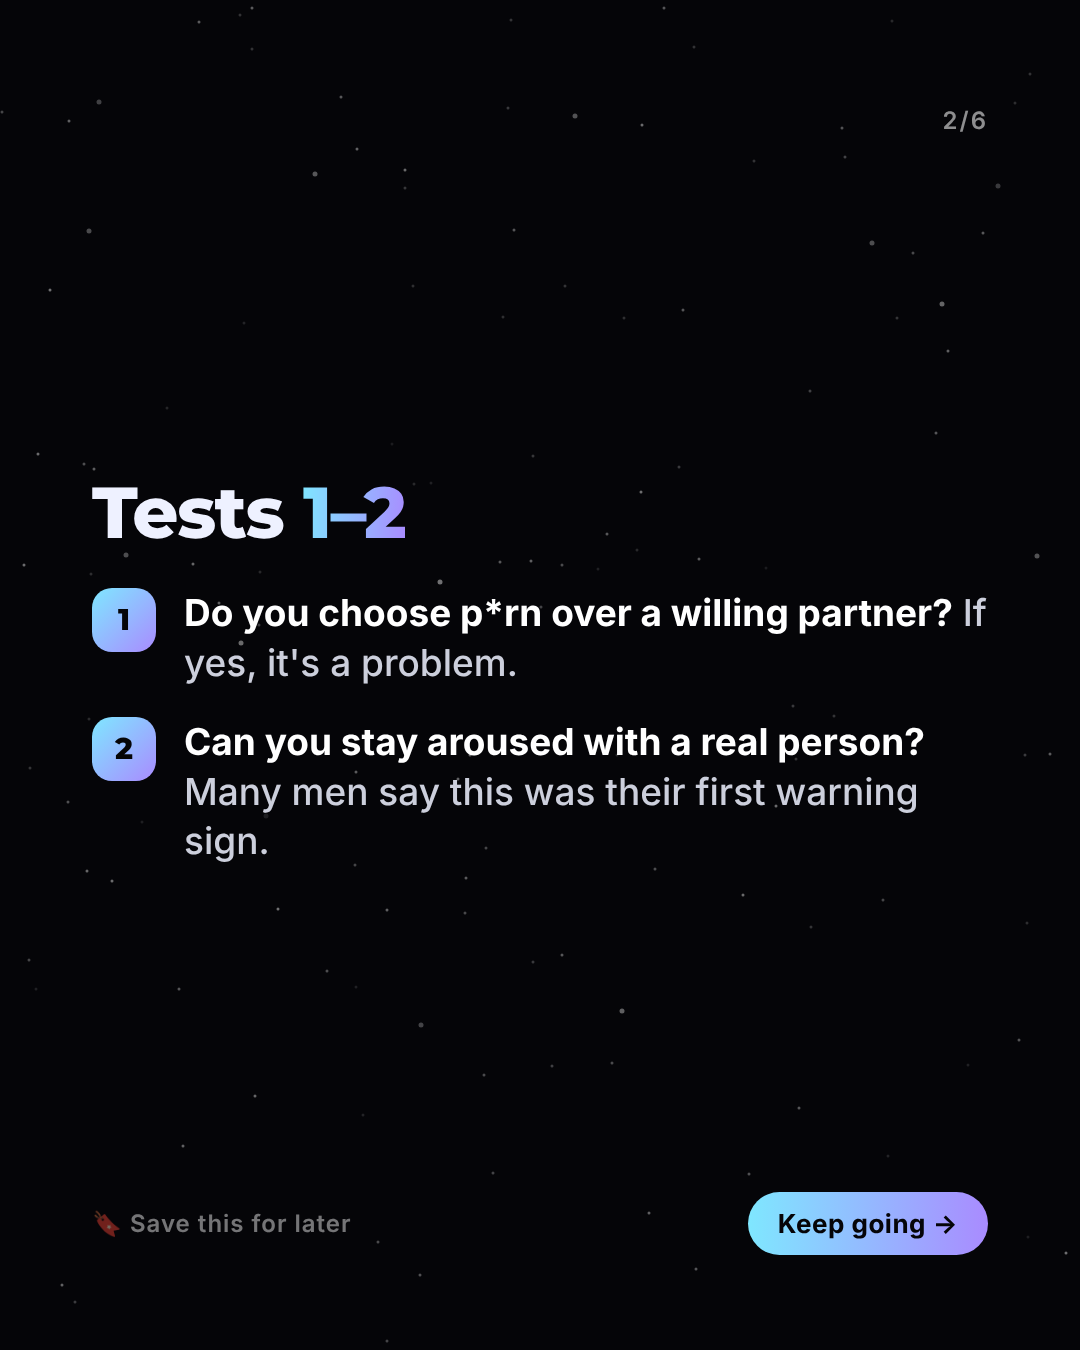 2/6
Tests 1–2
1
Do you choose p*rn over a willing partner? If
yes, it's a problem.
2
Can you stay aroused with a real person?
Many men say this was their first warning
sign.
🔖 Save this for later
Keep going →